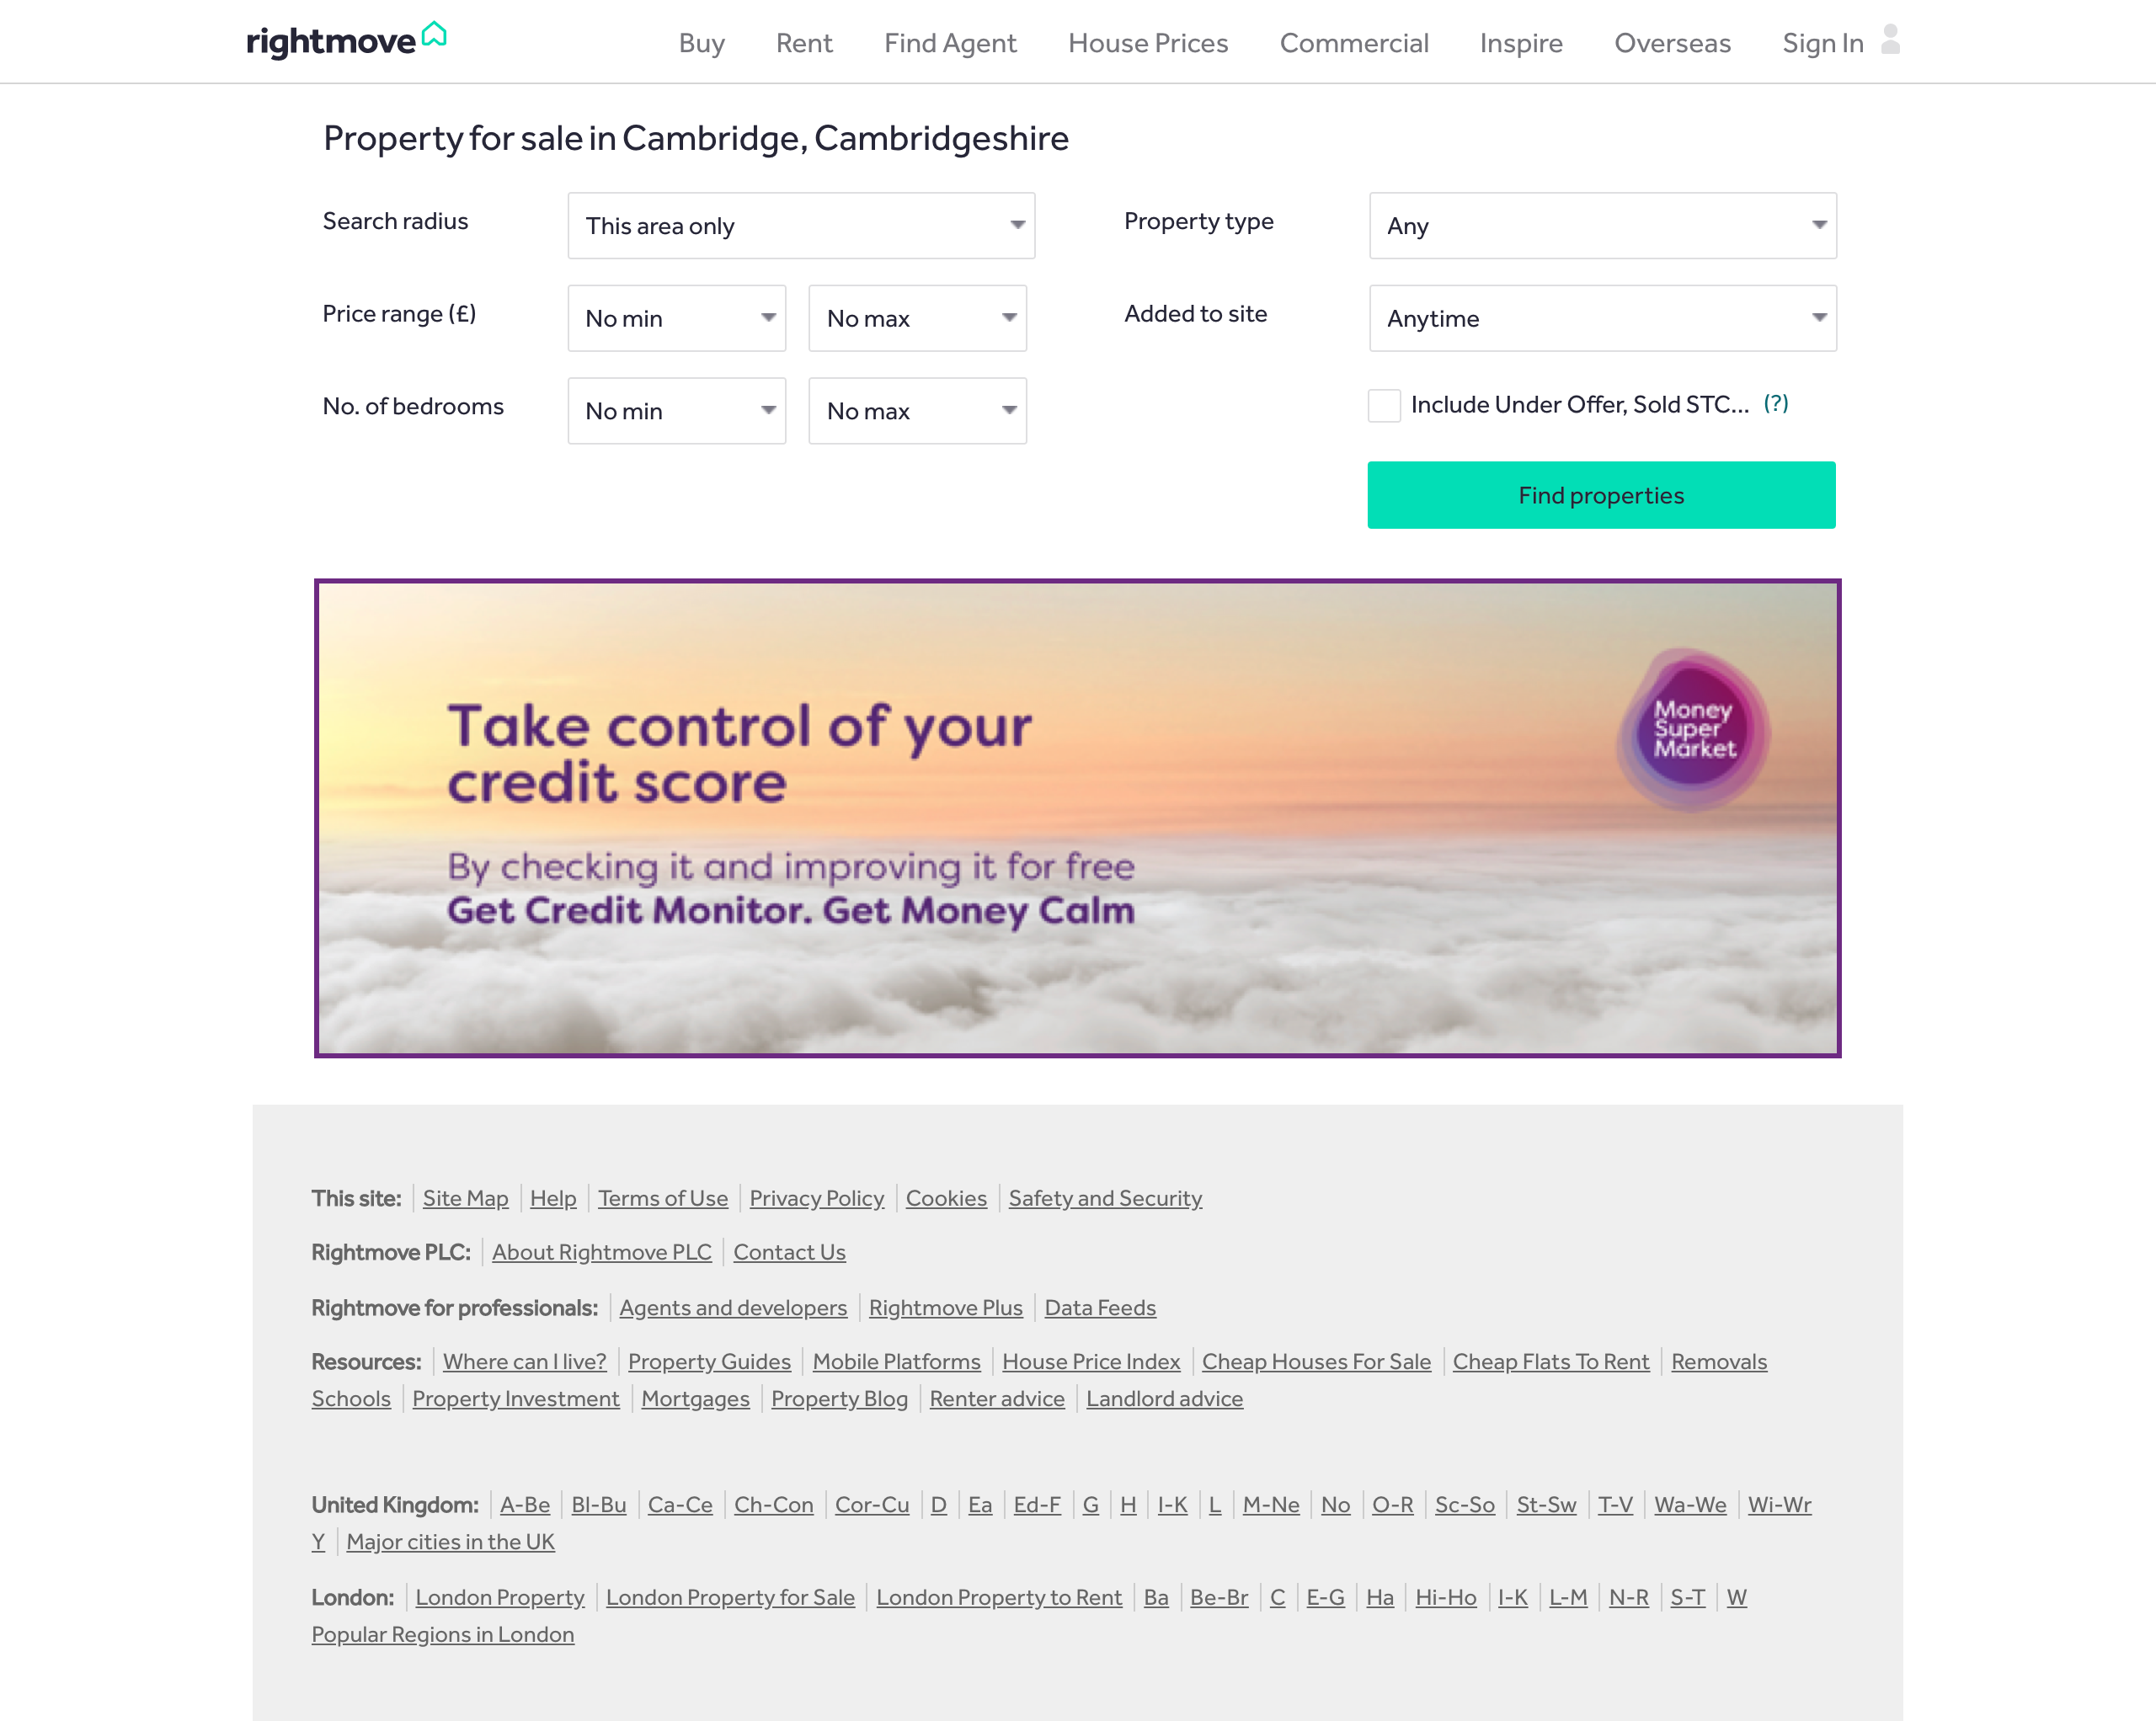 rightmove
Buy Rent Find Agent House Prices Commercial Inspire Overseas Sign In
Property for sale in Cambridge, Cambridgeshire
Search radius This area only Property type Any
Price range (£) No min No max Added to site Anytime
No. of bedrooms No min No max Include Under Offer, Sold STC... (?)
Find properties
Take control of your
credit score
Money
Super
Market
By checking it and improving it for free
Get Credit Monitor. Get Money Calm
This site: Site Map Help Terms of Use Privacy Policy Cookies Safety and Security
Rightmove PLC: About Rightmove PLC Contact Us
Rightmove for professionals: Agents and developers Rightmove Plus Data Feeds
Resources: Where can I live? Property Guides Mobile Platforms House Price Index Cheap Houses For Sale Cheap Flats To Rent Removals
Schools Property Investment Mortgages Property Blog Renter advice Landlord advice
United Kingdom: A-Be Bl-Bu Ca-Ce Ch-Con Cor-Cu D Ea Ed-F G H I-K L M-Ne No O-R Sc-So St-Sw T-V Wa-We Wi-Wr
Y Major cities in the UK
London: London Property London Property for Sale London Property to Rent Ba Be-Br C E-G Ha Hi-Ho I-K L-M N-R S-T W
Popular Regions in London